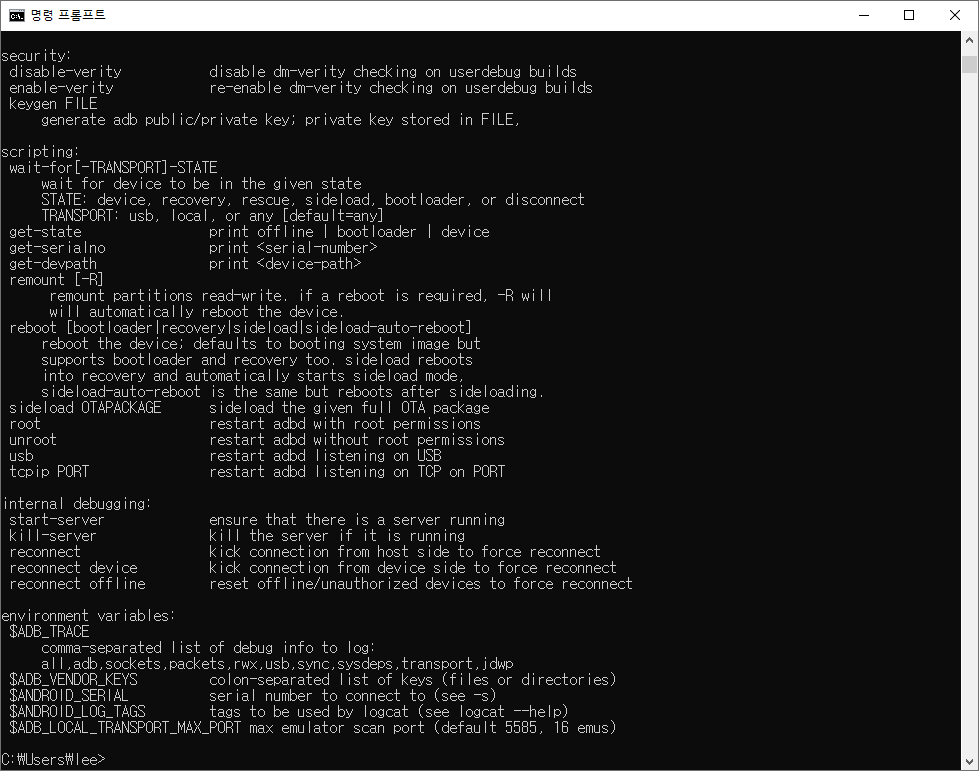 명령 프롬프트
security:
 disable-verity           disable dm-verity checking on userdebug builds
 enable-verity            re-enable dm-verity checking on userdebug builds
 keygen FILE
     generate adb public/private key; private key stored in FILE,

scripting:
 wait-for[-TRANSPORT]-STATE
     wait for device to be in the given state
     STATE: device, recovery, rescue, sideload, bootloader, or disconnect
     TRANSPORT: usb, local, or any [default=any]
 get-state                print offline | bootloader | device
 get-serialno             print <serial-number>
 get-devpath              print <device-path>
 remount [-R]
      remount partitions read-write. if a reboot is required, -R will
      will automatically reboot the device.
 reboot [bootloader|recovery|sideload|sideload-auto-reboot]
     reboot the device; defaults to booting system image but
     supports bootloader and recovery too. sideload reboots
     into recovery and automatically starts sideload mode,
     sideload-auto-reboot is the same but reboots after sideloading.
 sideload OTAPACKAGE      sideload the given full OTA package
 root                     restart adbd with root permissions
 unroot                   restart adbd without root permissions
 usb                      restart adbd listening on USB
 tcpip PORT               restart adbd listening on TCP on PORT

internal debugging:
 start-server             ensure that there is a server running
 kill-server              kill the server if it is running
 reconnect                kick connection from host side to force reconnect
 reconnect device         kick connection from device side to force reconnect
 reconnect offline        reset offline/unauthorized devices to force reconnect

environment variables:
 $ADB_TRACE
     comma-separated list of debug info to log:
     all,adb,sockets,packets,rwx,usb,sync,sysdeps,transport,jdwp
 $ADB_VENDOR_KEYS         colon-separated list of keys (files or directories)
 $ANDROID_SERIAL          serial number to connect to (see -s)
 $ANDROID_LOG_TAGS        tags to be used by logcat (see logcat --help)
 $ADB_LOCAL_TRANSPORT_MAX_PORT max emulator scan port (default 5585, 16 emus)

C:₩Users₩lee>